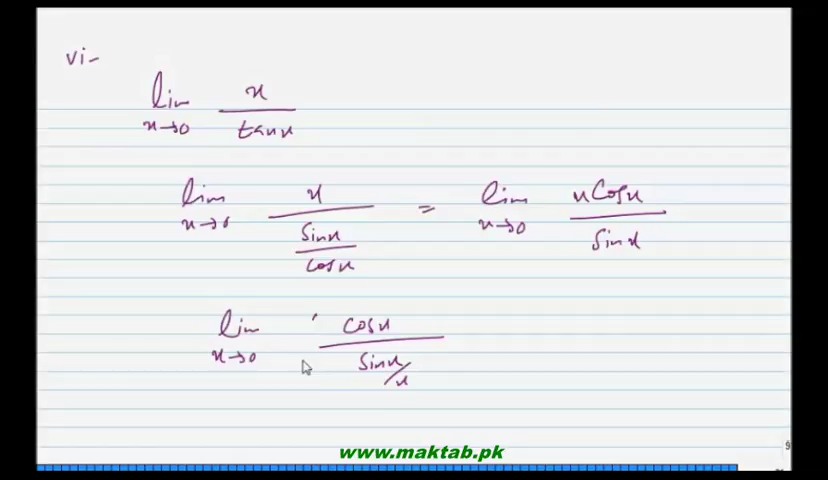 vi-
lim x→0 x/tanx
lim x→0 x/(sinx/cosx) = lim x→0 xCosx/Sinx
lim x→0 cosx/(Sinx/x)
www.maktab.pk
9